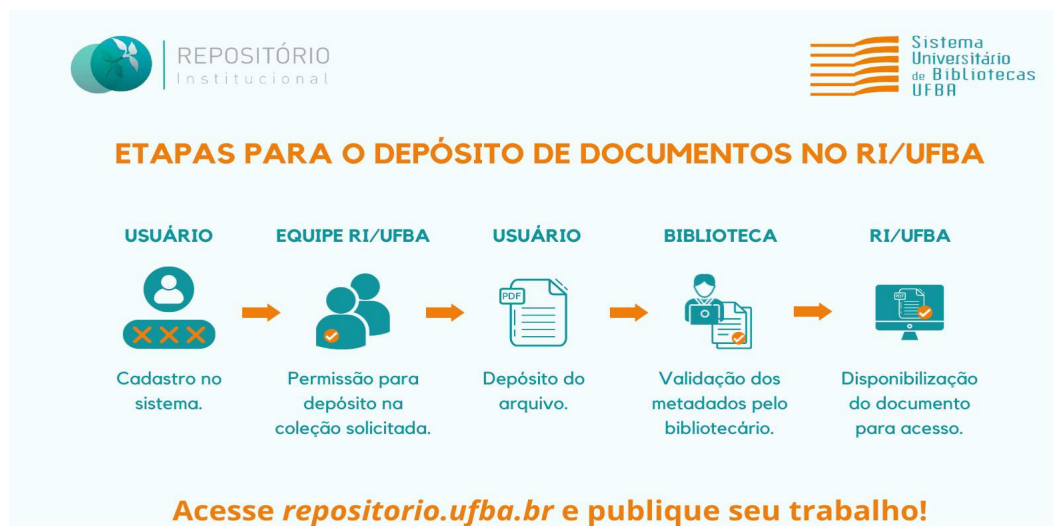 REPOSITÓRIO
Institucional
Sistema
Universitário
de Bibliotecas
UFBA
ETAPAS PARA O DEPÓSITO DE DOCUMENTOS NO RI/UFBA
USUÁRIO
Cadastro no
sistema.
EQUIPE RI/UFBA
Permissão para
depósito na
coleção solicitada.
USUÁRIO
PDF
Depósito do
arquivo.
BIBLIOTECA
Validação dos
metadados pelo
bibliotecário.
RI/UFBA
PDF
Disponibilização
do documento
para acesso.
Acesse repositorio.ufba.br e publique seu trabalho!